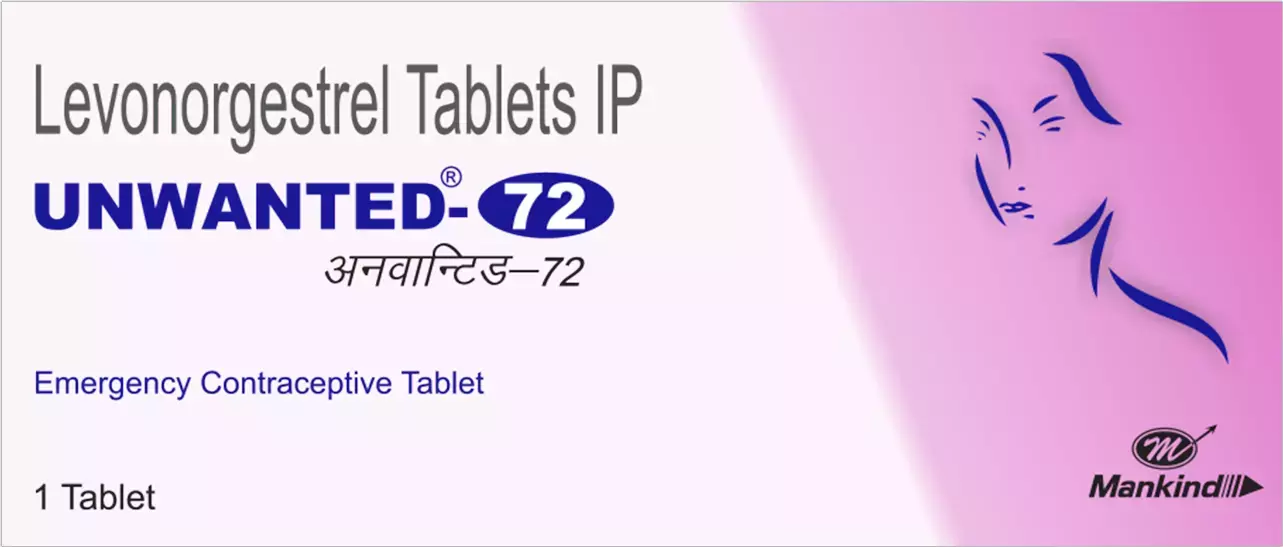 Levonorgestrel Tablets IP
UNWANTED®-72
अनवान्टिड–72
Emergency Contraceptive Tablet
1 Tablet
m
Mankind